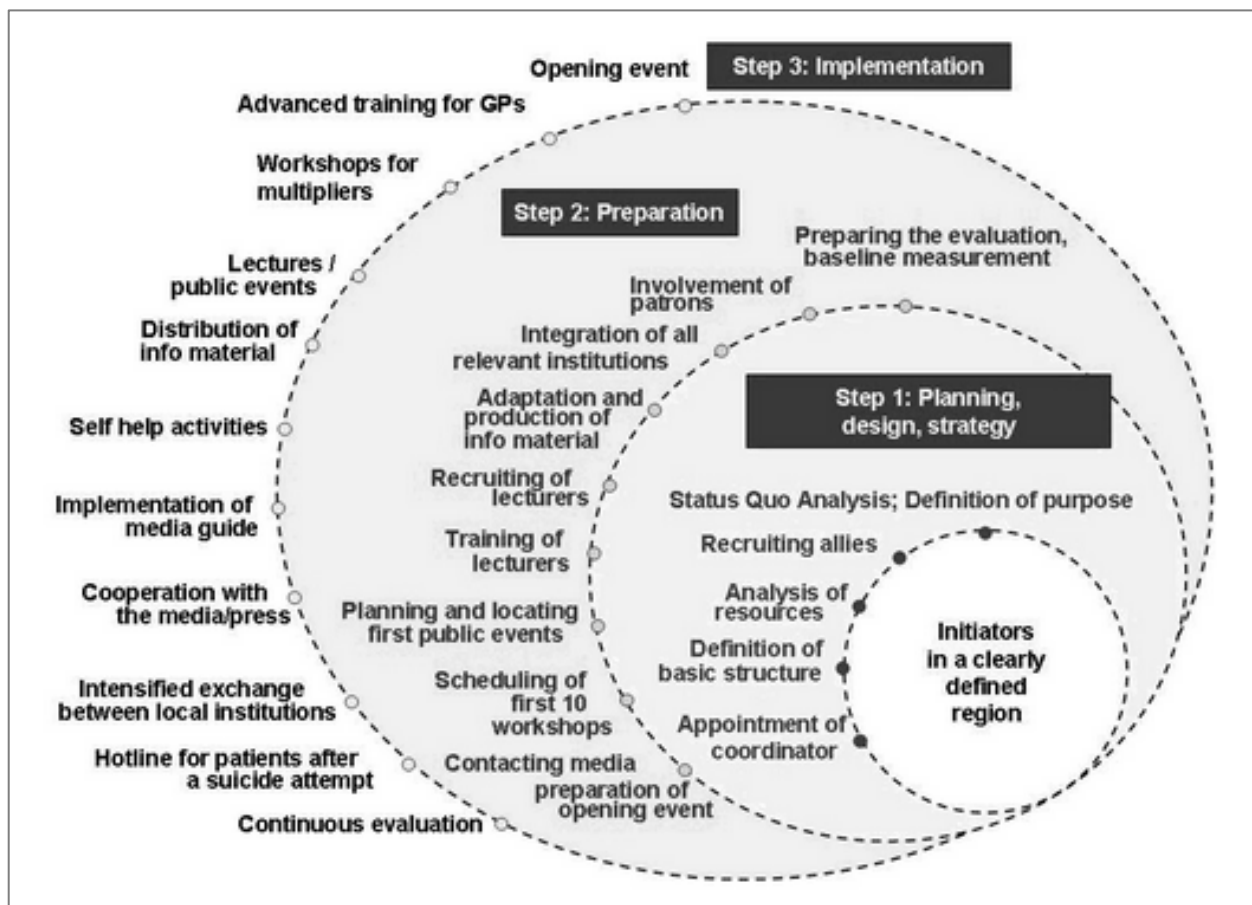 Opening event
Step 3: Implementation
Advanced training for GPs
Workshops for
multipliers
Lectures /
public events
Distribution of
info material
Self help activities
Implementation of
media guide
Cooperation with
the media/press
Intensified exchange
between local institutions
Hotline for patients after
a suicide attempt
Continuous evaluation
Step 2: Preparation
Preparing the evaluation,
baseline measurement
Involvement of
patrons
Integration of all
relevant institutions
Adaptation and
production of
info material
Recruiting of
lecturers
Training of
lecturers
Planning and locating
first public events
Scheduling of
first 10
workshops
Contacting media
preparation of
opening event
Step 1: Planning,
design, strategy
Status Quo Analysis; Definition of purpose
Recruiting allies
Analysis of
resources
Definition of
basic structure
Appointment of
coordinator
Initiators
in a clearly
defined
region